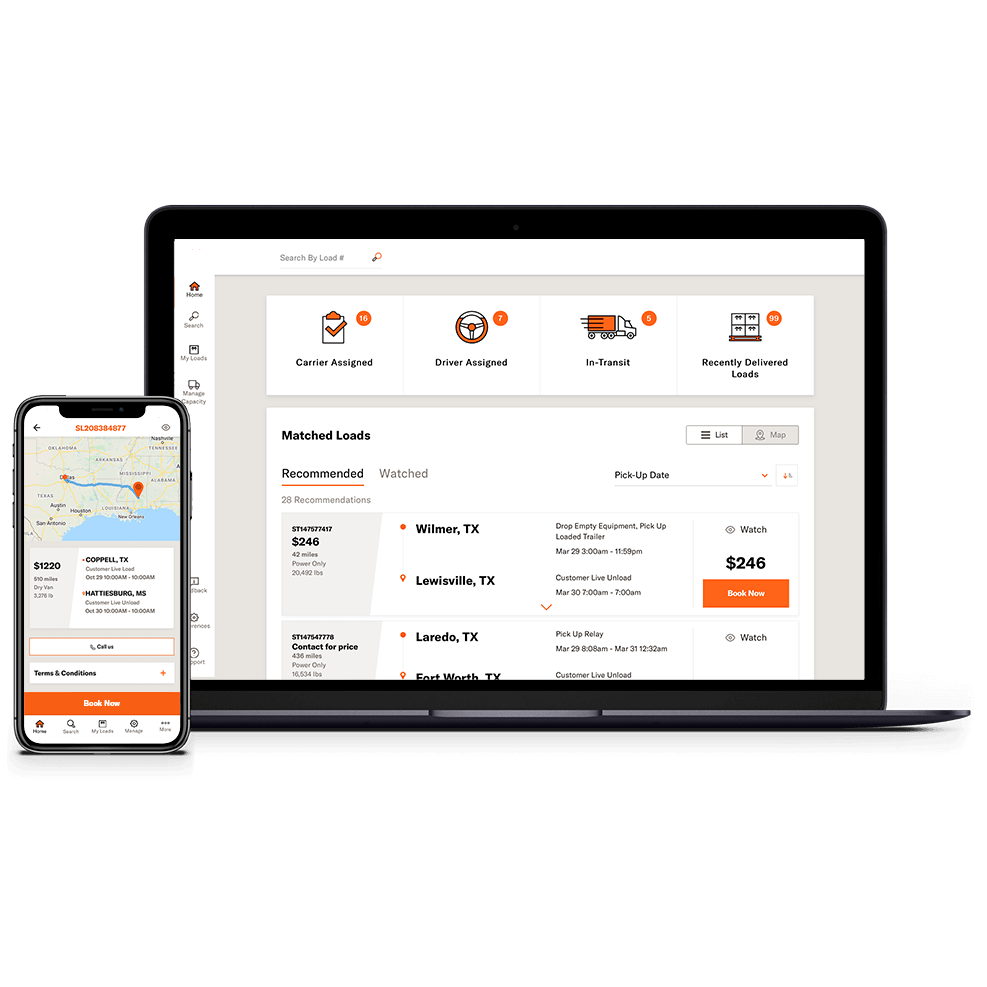 Search By Load #
Home
Search
My Loads
Manage
Capacity
16
Carrier Assigned
7
Driver Assigned
5
In-Transit
99
Recently Delivered
Loads
Matched Loads
List
Map
Recommended
Watched
Pick-Up Date
28 Recommendations
ST147577417
$246
42 miles
Power Only
20,492 lbs
Wilmer, TX
Lewisville, TX
Drop Empty Equipment, Pick Up
Loaded Trailer
Mar 29 3:00am - 11:59pm
Customer Live Unload
Mar 30 7:00am - 7:00am
Watch
$246
Book Now
ST147547778
Contact for price
436 miles
Power Only
16,534 lbs
Laredo, TX
Fort Worth, TX
Pick Up Relay
Mar 29 8:08am - Mar 31 12:32am
Customer Live Unload
Watch
dback
rences
port
SL208384877
Nashville
OKLAHOMA
TENNESSEE
ARKANSAS
MISSISSIPPI
ALABAMA
TEXAS
LOUISIANA
Austin
Houston
New Orleans
San Antonio
$1220
510 miles
Dry Van
3,276 lb
COPPELL, TX
Customer Live Load
Oct 29 10:00AM - 10:00AM
HATTIESBURG, MS
Customer Live Unload
Oct 30 10:00AM - 10:00AM
Call us
Terms & Conditions
Book Now
Home
Search
My Loads
Manage
More